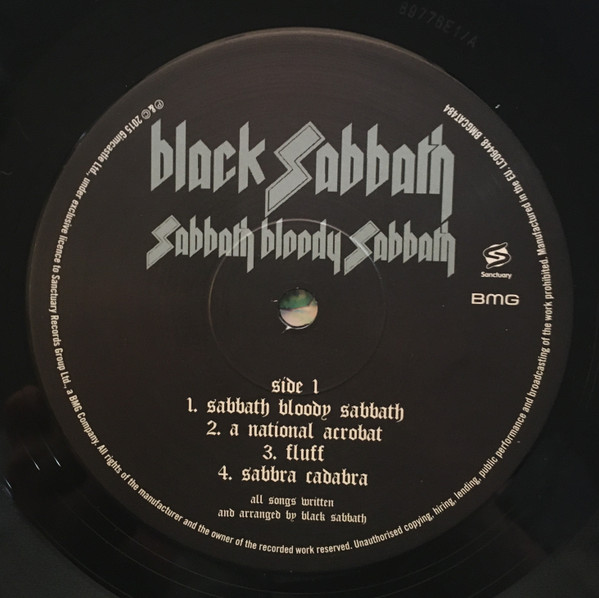 black Sabbath
Sabbath bloody Sabbath
Sanctuary
BMG
side 1
1. sabbath bloody sabbath
2. a national acrobat
3. fluff
4. sabbra cadabra
all songs written
and arranged by black sabbath
℗&© 2015 Gimcastle Ltd., under exclusive licence to Sanctuary Records Group Ltd., a BMG Company. All rights of the manufacturer and the owner of the recorded work reserved. Unauthorised copying, hiring, lending, public performance and broadcasting of the work prohibited. Manufactured in the EU. LC06448. BMGCAT484